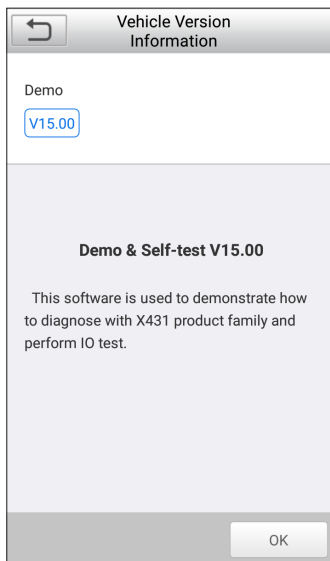 Vehicle Version
Information
Demo
V15.00
Demo & Self-test V15.00
This software is used to demonstrate how
to diagnose with X431 product family and
perform IO test.
OK